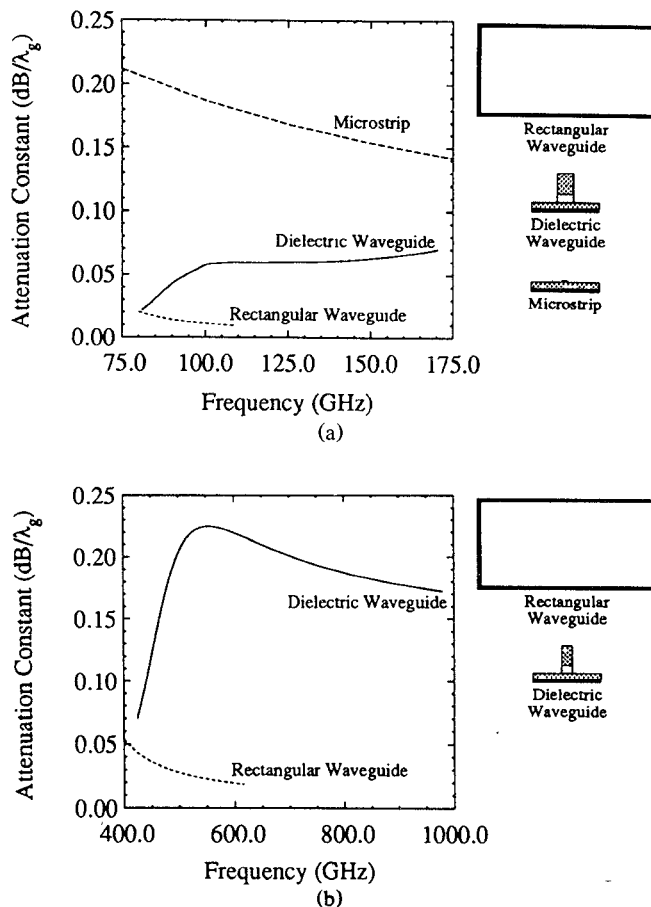 0.25
0.20
0.15
0.10
0.05
0.00
Attenuation Constant (dB/λg)
Microstrip
Dielectric Waveguide
Rectangular Waveguide
75.0 100.0 125.0 150.0 175.0
Frequency (GHz)
(a)
Rectangular
Waveguide
Dielectric
Waveguide
Microstrip
0.25
0.20
0.15
0.10
0.05
0.00
Attenuation Constant (dB/λg)
Dielectric Waveguide
Rectangular Waveguide
400.0 600.0 800.0 1000.0
Frequency (GHz)
(b)
Rectangular
Waveguide
Dielectric
Waveguide